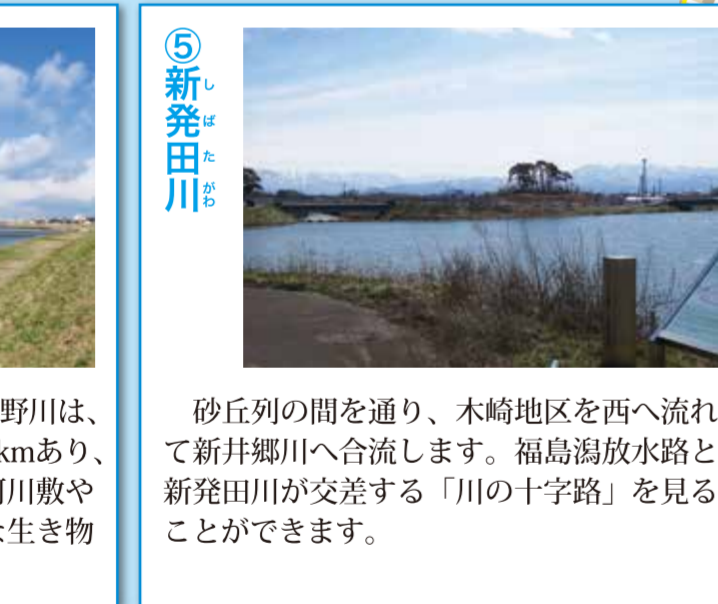 ⑤新発田川
しばたがわ
砂丘列の間を通り、木崎地区を西へ流れ
て新井郷川へ合流します。福島潟放水路と
新発田川が交差する「川の十字路」を見る
ことができます。
野川は、
kmあり、
河川敷や
生き物